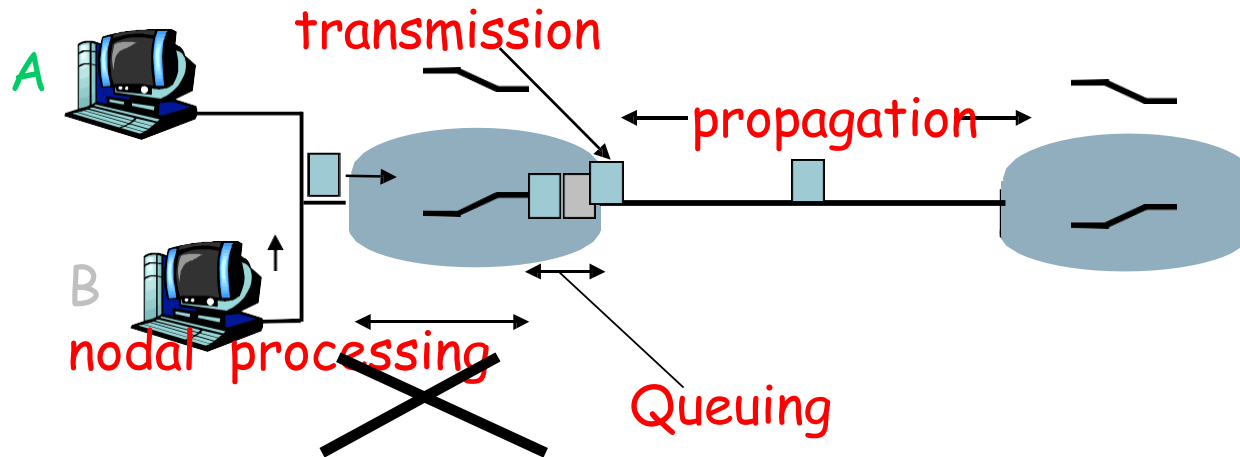 transmission
A
propagation
B
nodal processing
Queuing